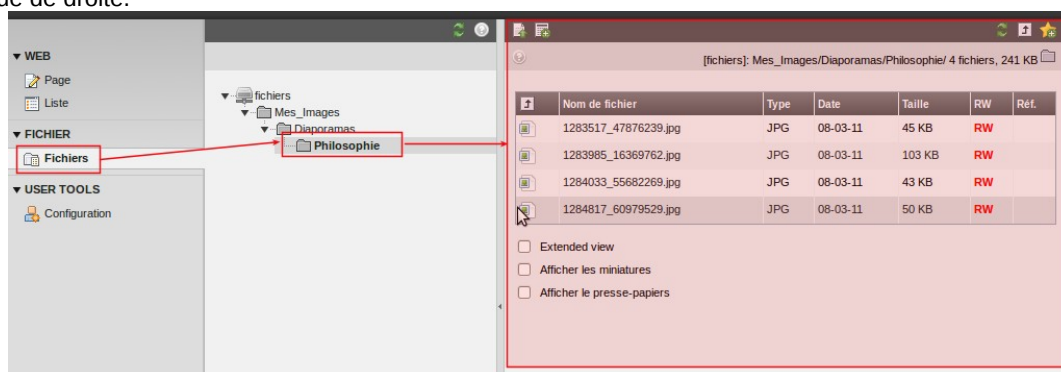 de de droite.
WEB
Page
Liste
FICHIER
Fichiers
USER TOOLS
Configuration
fichiers
Mes_Images
Diaporamas
Philosophie
[fichiers]: Mes_Images/Diaporamas/Philosophie/ 4 fichiers, 241 KB
Nom de fichier Type Date Taille RW Réf.
1283517_47876239.jpg JPG 08-03-11 45 KB RW
1283985_16369762.jpg JPG 08-03-11 103 KB RW
1284033_55682269.jpg JPG 08-03-11 43 KB RW
1284817_60979529.jpg JPG 08-03-11 50 KB RW
Extended view
Afficher les miniatures
Afficher le presse-papiers